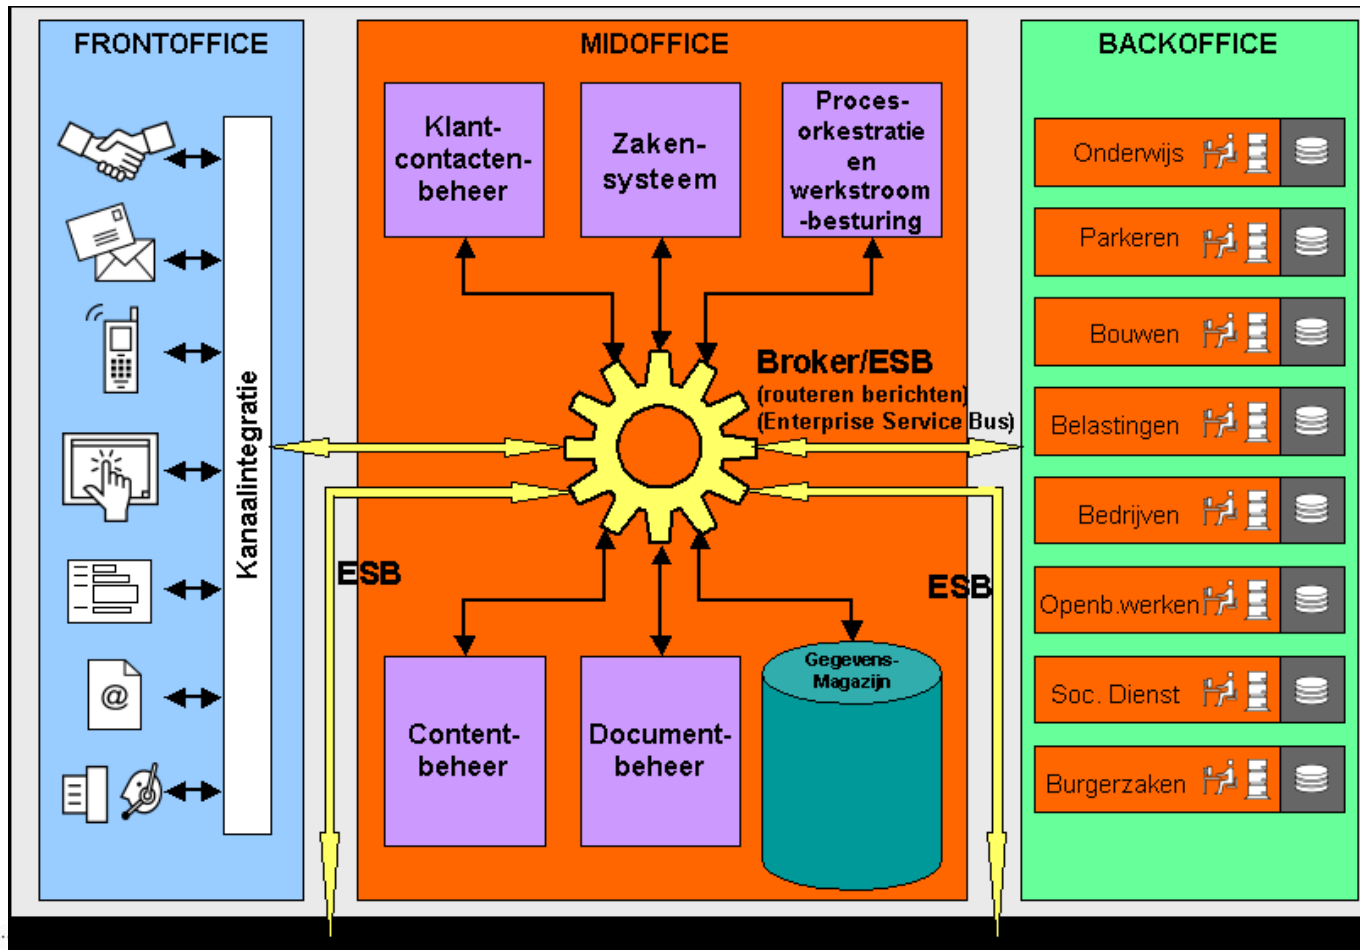 FRONTOFFICE
Kanaalintegratie
@
MIDOFFICE
Klant-
contacten-
beheer
Zaken-
systeem
Proces-
orkestratie
en
werkstroom
-besturing
Broker/ESB
(routeren berichten)
(Enterprise Service Bus)
ESB
ESB
Content-
beheer
Document-
beheer
Gegevens-
Magazijn
BACKOFFICE
Onderwijs
Parkeren
Bouwen
Belastingen
Bedrijven
Openb.werken
Soc. Dienst
Burgerzaken